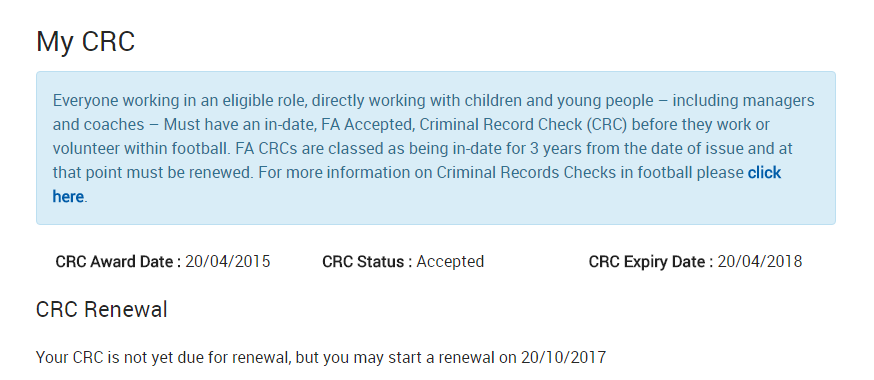 My CRC
Everyone working in an eligible role, directly working with children and young people – including managers
and coaches – Must have an in-date, FA Accepted, Criminal Record Check (CRC) before they work or
volunteer within football. FA CRCs are classed as being in-date for 3 years from the date of issue and at
that point must be renewed. For more information on Criminal Records Checks in football please click
here.
CRC Award Date : 20/04/2015 CRC Status : Accepted CRC Expiry Date : 20/04/2018
CRC Renewal
Your CRC is not yet due for renewal, but you may start a renewal on 20/10/2017